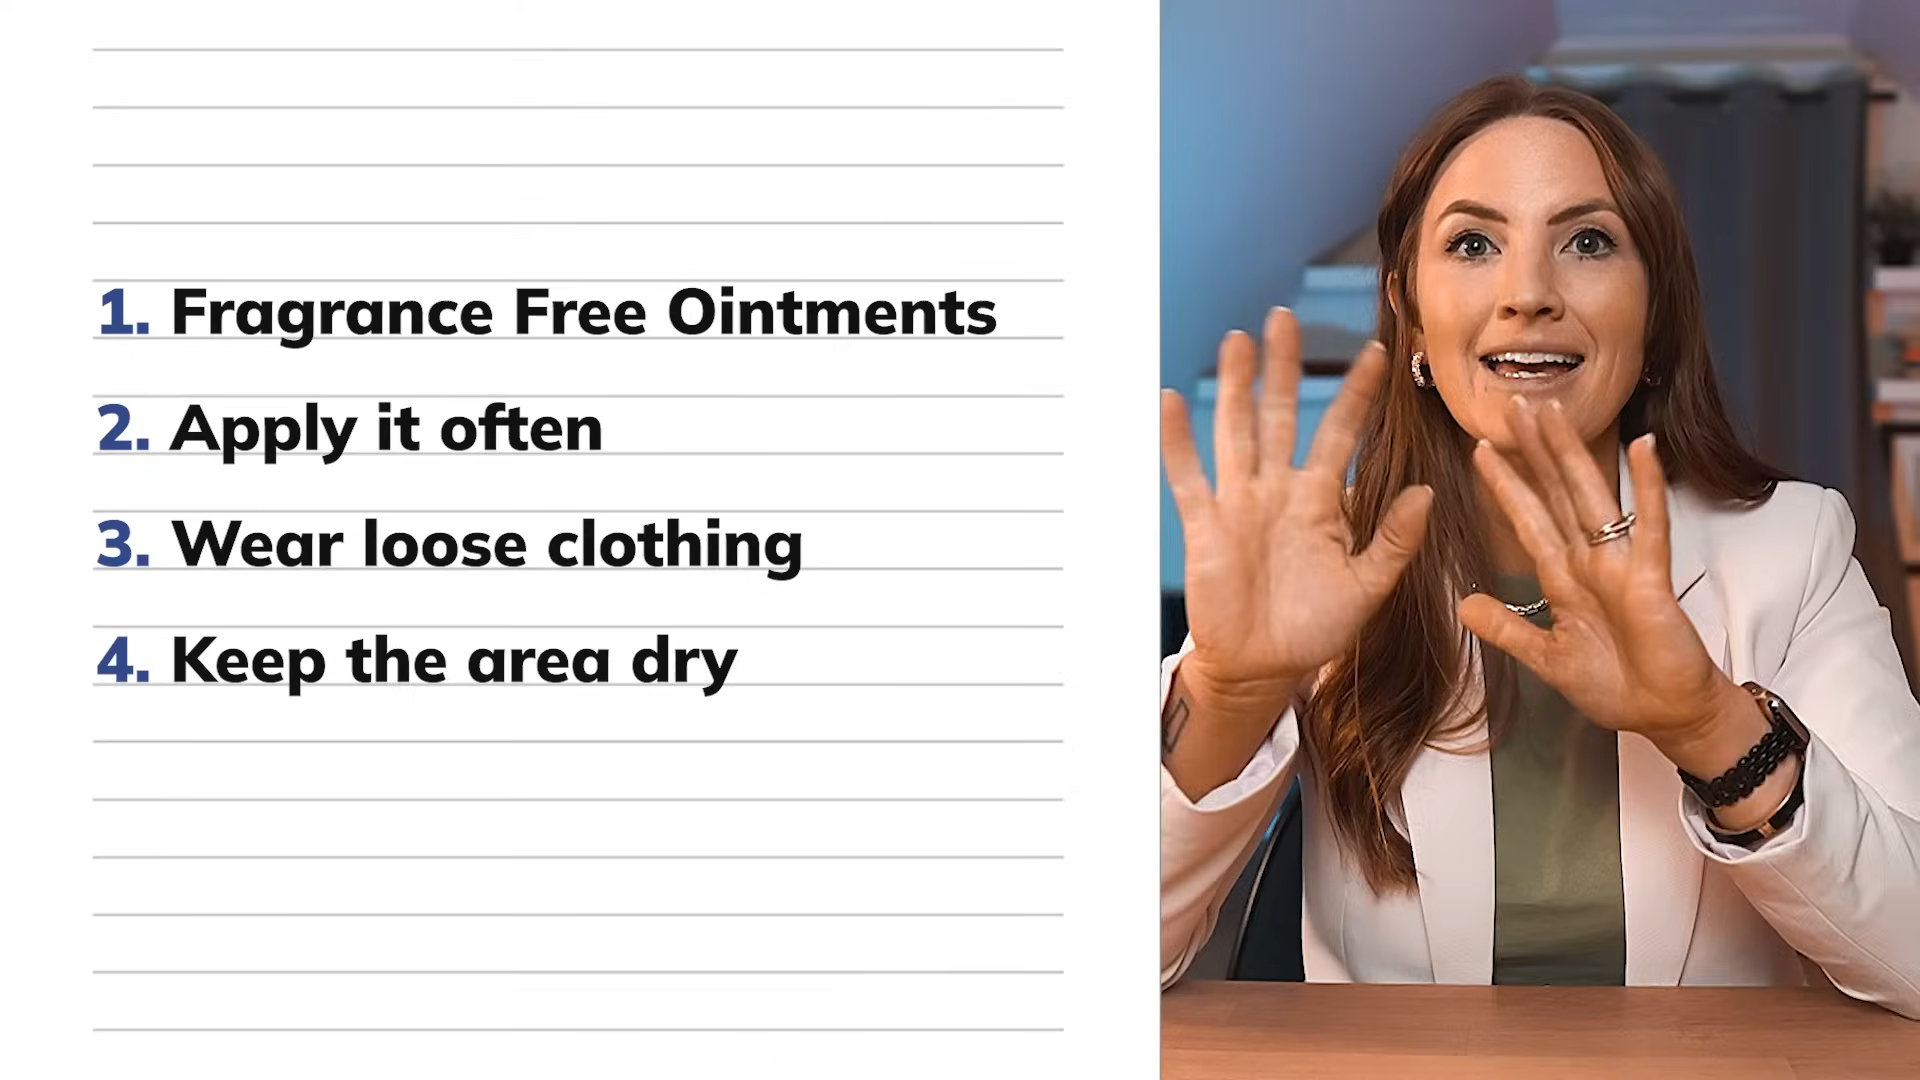 1. Fragrance Free Ointments
2. Apply it often
3. Wear loose clothing
4. Keep the area dry